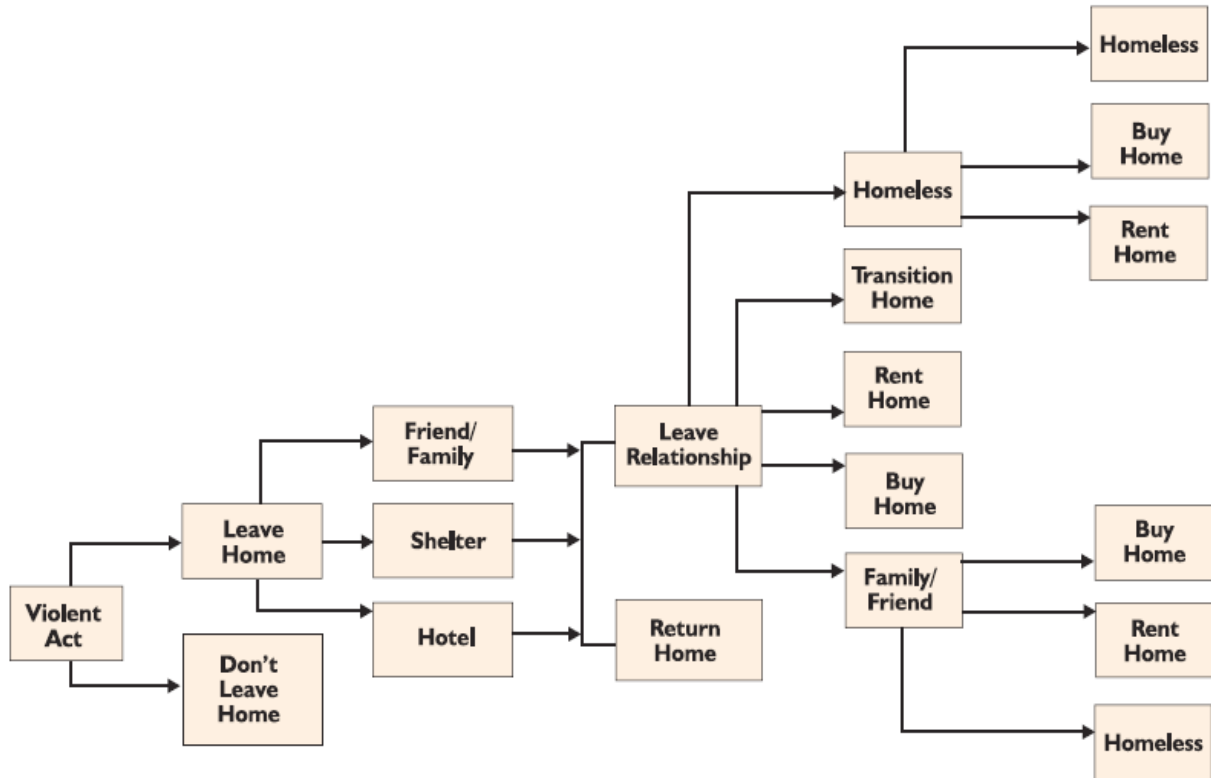 Homeless
Buy
Home
Homeless
Rent
Home
Transition
Home
Rent
Home
Friend/
Family
Leave
Relationship
Buy
Home
Leave
Home
Shelter
Buy
Home
Family/
Friend
Violent
Act
Hotel
Return
Home
Rent
Home
Don't
Leave
Home
Homeless